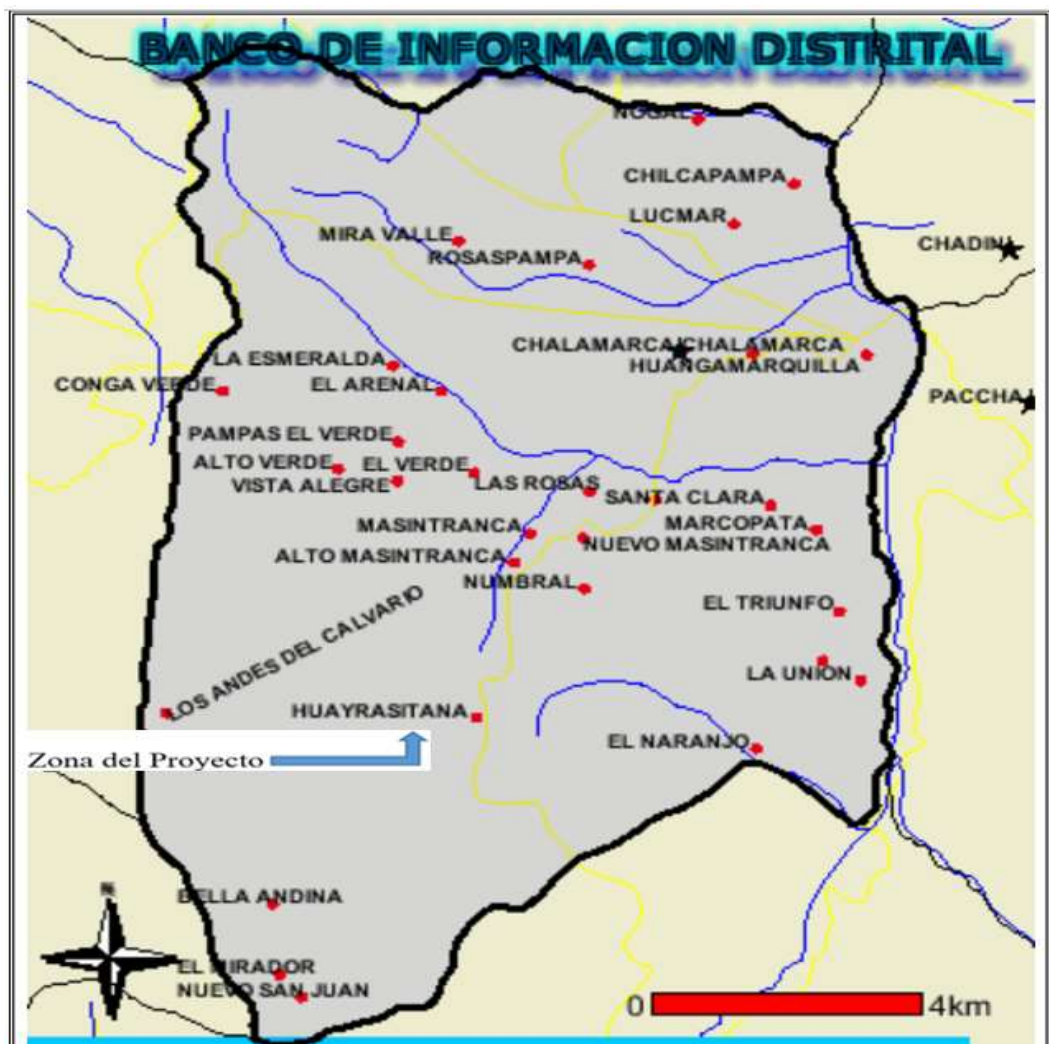 BANCO DE INFORMACION DISTRITAL
NOGAL
CHILCAPAMPA
LUCMAR
MIRA VALLE
CHADIN
ROSASPAMPA
CHALAMARCA
CHALAMARCA
LA ESMERALDA
HUANGAMARQUILLA
CONGA VERDE
EL ARENAL
PACCHA
PAMPAS EL VERDE
ALTO VERDE
EL VERDE
VISTA ALEGRE
LAS ROSAS
SANTA CLARA
MASINTRANCA
MARCOPATA
NUEVO MASINTRANCA
ALTO MASINTRANCA
NUMBRAL
EL TRIUNFO
LOS ANDES DEL CALVARIO
LA UNION
HUAYRASITANA
EL NARANJO
Zona del Proyecto
BELLA ANDINA
N
EL MIRADOR
NUEVO SAN JUAN
0 4km